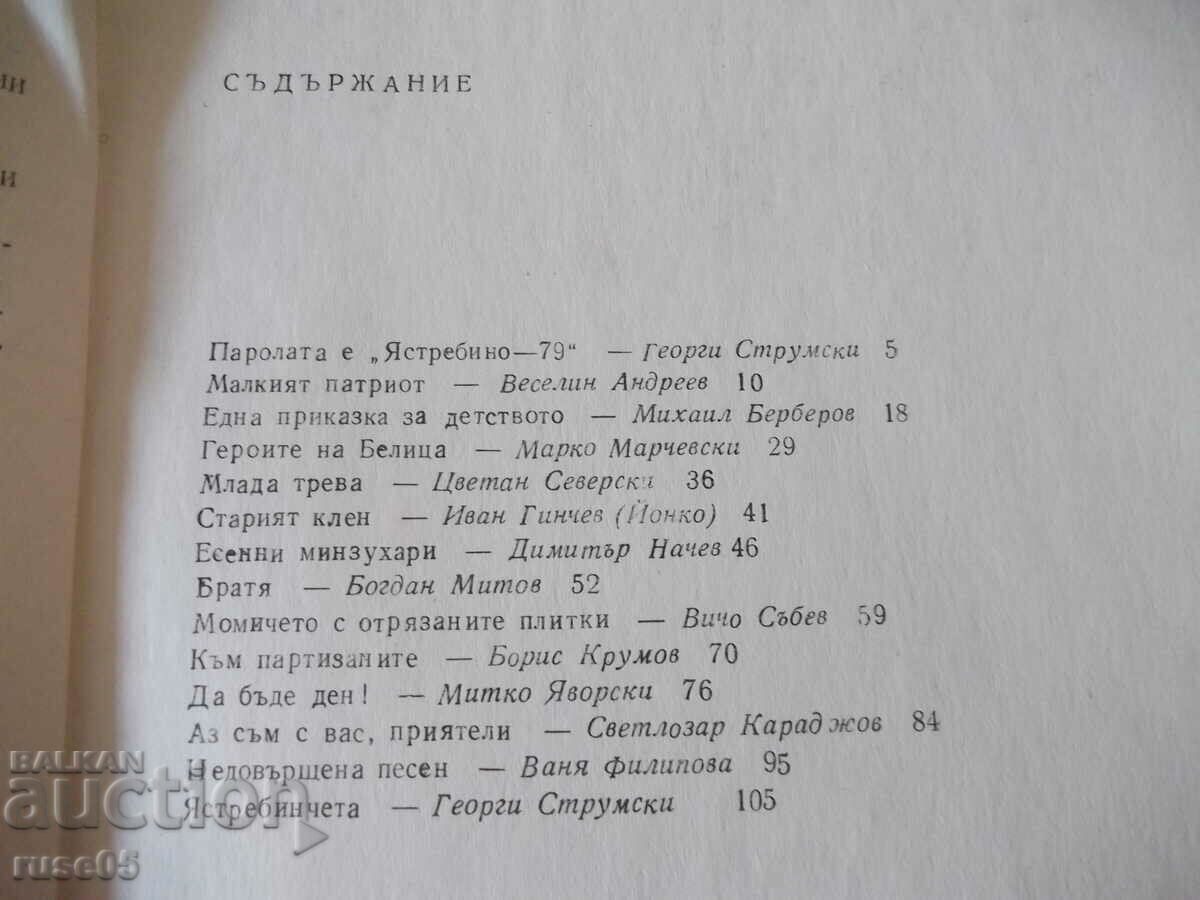 СЪДЪРЖАНИЕ
Паролата е „Ястребино—79“ — Георги Струмски 5
Малкият патриот — Веселин Андреев 10
Една приказка за детството — Михаил Берберов 18
Героите на Белица — Марко Марчевски 29
Млада трева — Цветан Северски 36
Старият клен — Иван Гинчев (Йонко) 41
Есенни минзухари — Димитър Начев 46
Братя — Богдан Митов 52
Момичето с отрязаните плитки — Вичо Събев 59
Към партизаните — Борис Крумов 70
Да бъде ден! — Митко Яворски 76
Аз съм с вас, приятели — Светлозар Караджов 84
Недовършена песен — Ваня Филипова 95
Ястребинчета — Георги Струмски 105
BALKAN
auction
ruse05